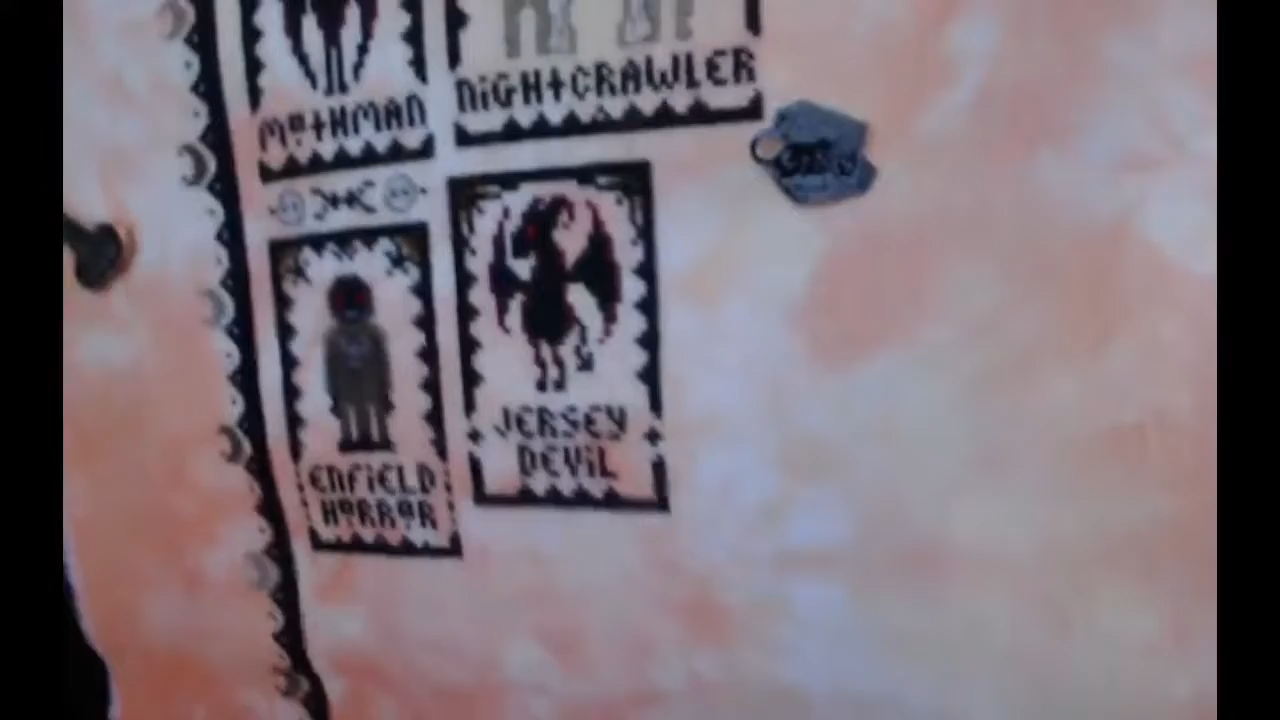 MOTHMAN
NIGHTCRAWLER
JERSEY
DEVIL
ENFIELD
HORROR